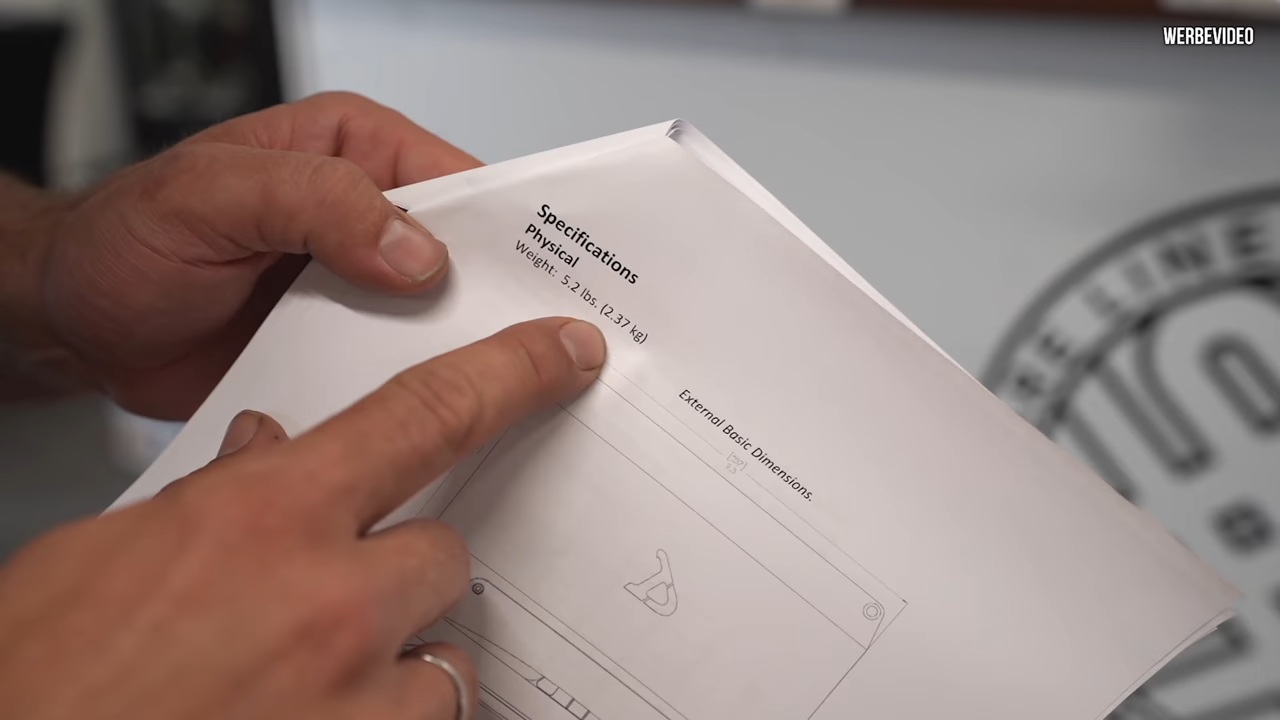 WERBEVIDEO
Specifications
Physical
Weight: 5.2 lbs. (2.37 kg)
External Basic Dimensions.